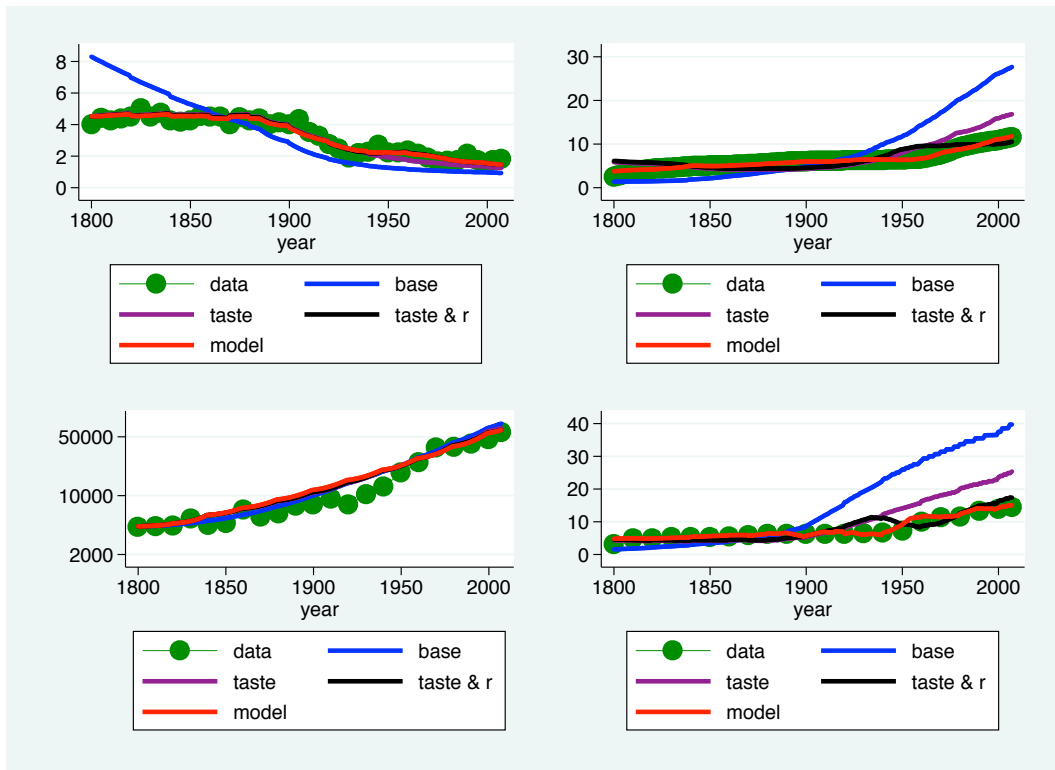 8
6
4
2
0
1800 1850 1900 1950 2000
year
data base
taste taste & r
model
30
20
10
0
1800 1850 1900 1950 2000
year
data base
taste taste & r
model
50000
10000
2000
1800 1850 1900 1950 2000
year
data base
taste taste & r
model
40
30
20
10
0
1800 1850 1900 1950 2000
year
data base
taste taste & r
model